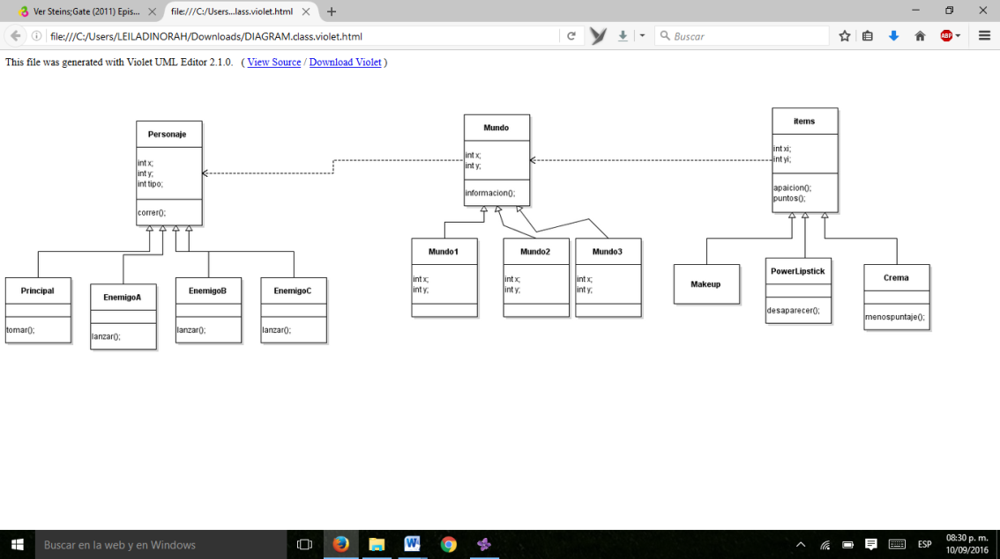 Ver Steins;Gate (2011) Epis...
file:///C:/Users...lass.violet.html
file:///C:/Users/LEILADINORAH/Downloads/DIAGRAM.class.violet.html
Buscar
ABP
This file was generated with Violet UML Editor 2.1.0. ( View Source / Download Violet )
Personaje
int x;
int y;
int tipo;
correr();
Mundo
int x;
int y;
informacion();
items
int xi;
int yi;
apaicion();
puntos();
Principal
tomar();
EnemigoA
lanzar();
EnemigoB
lanzar();
EnemigoC
lanzar();
Mundo1
int x;
int y;
Mundo2
int x;
int y;
Mundo3
int x;
int y;
Makeup
PowerLipstick
desaparecer();
Crema
menospuntaje();
Buscar en la web y en Windows
ESP
08:30 p. m.
10/09/2016